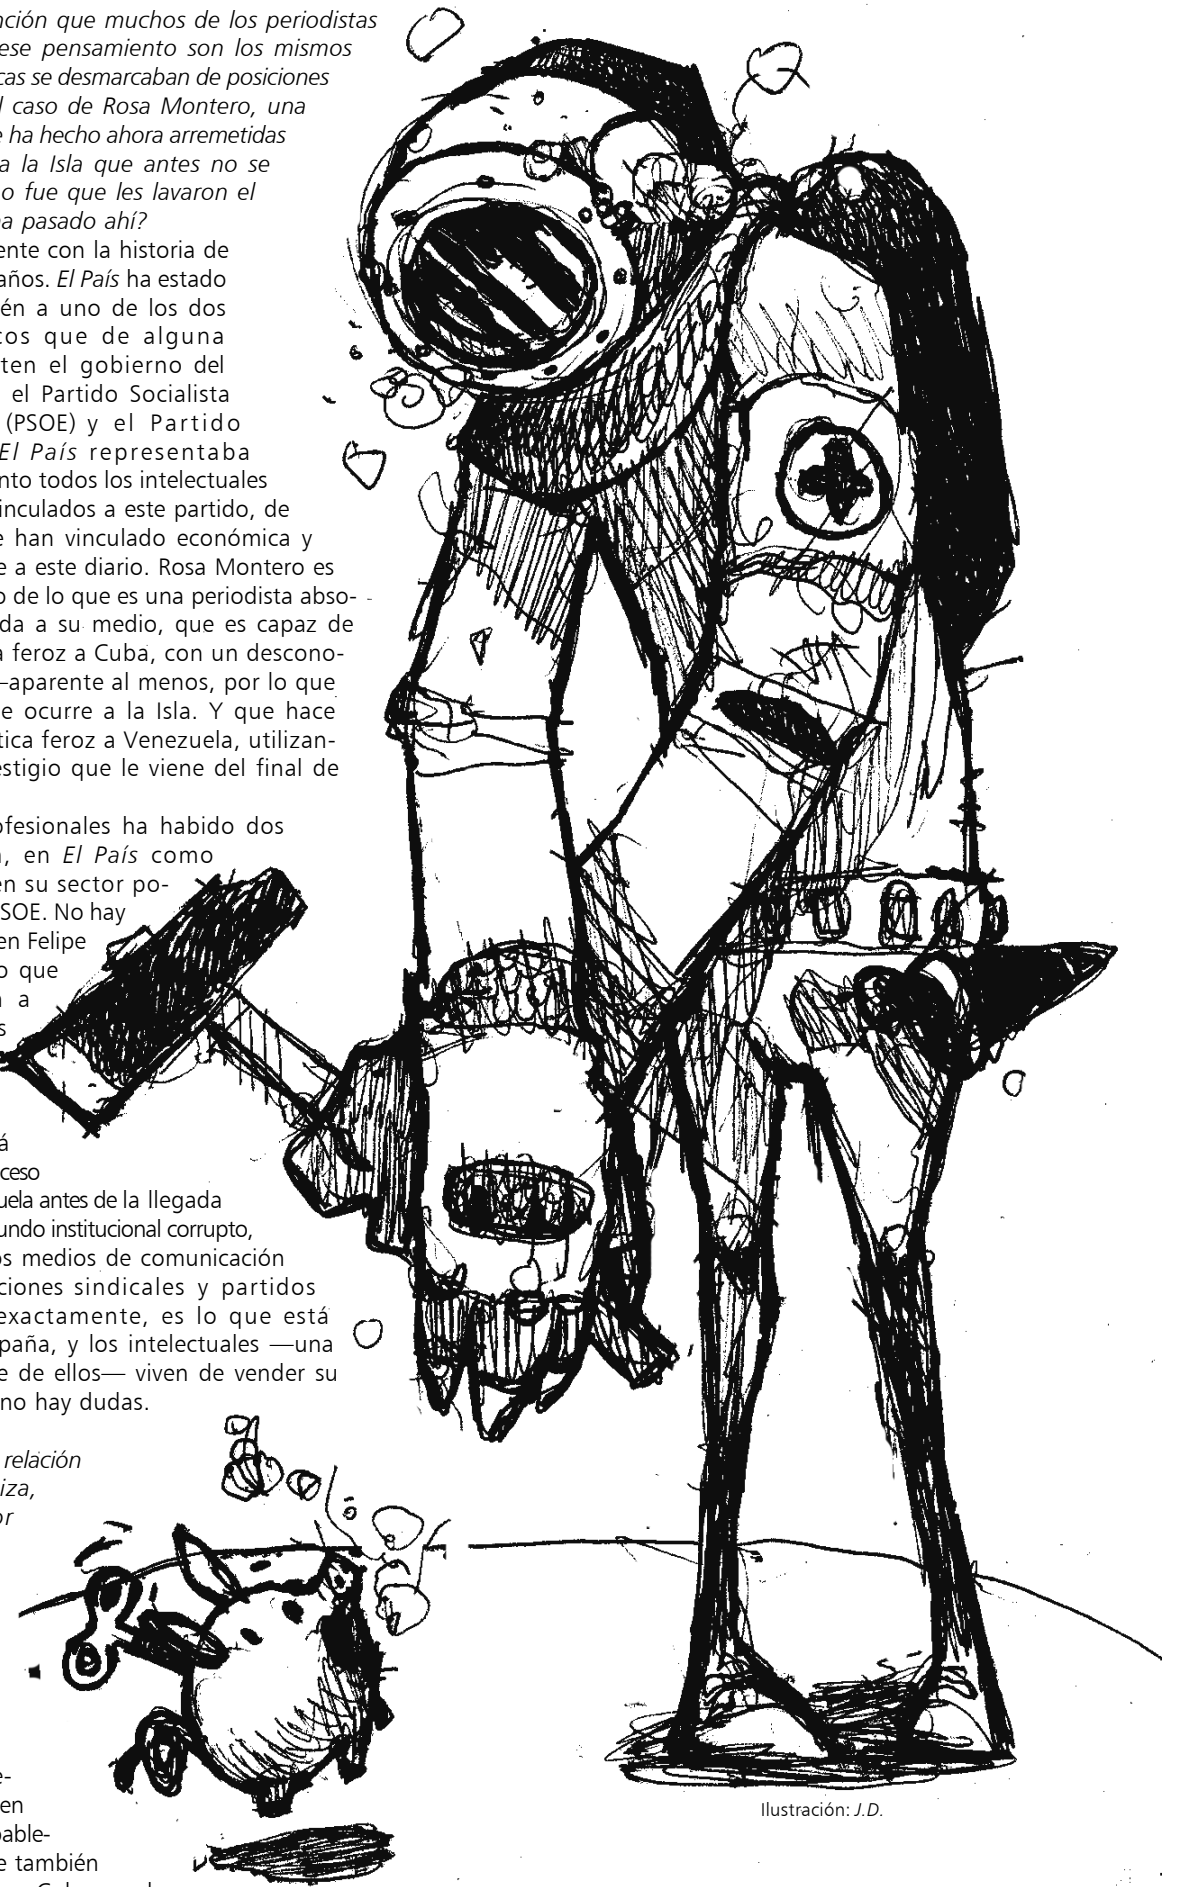 nción que muchos de los periodistas
ese pensamiento son los mismos
cas se desmarcaban de posiciones
l caso de Rosa Montero, una
e ha hecho ahora arremetidas
a la Isla que antes no se
o fue que les lavaron el
na pasado ahí?
ente con la historia de
años. El País ha estado
én a uno de los dos
cos que de alguna
ten el gobierno del
el Partido Socialista
(PSOE) y el Partido
El País representaba
nto todos los intelectuales
inculados a este partido, de
e han vinculado económica y
e a este diario. Rosa Montero es
o de lo que es una periodista abso-
da a su medio, que es capaz de
a feroz a Cuba, con un descono-
—aparente al menos, por lo que
e ocurre a la Isla. Y que hace
tica feroz a Venezuela, utilizan-
estigio que le viene del final de
ofesionales ha habido dos
n, en El País como
en su sector po-
SOE. No hay
en Felipe
o que
n a
s
á
ceso
uela antes de la llegada
undo institucional corrupto,
os medios de comunicación
ciones sindicales y partidos
exactamente, es lo que está
paña, y los intelectuales —una
e de ellos— viven de vender su
no hay dudas.
relación
iza,
or
e-
en
pable-
e también
Ilustración: J.D.